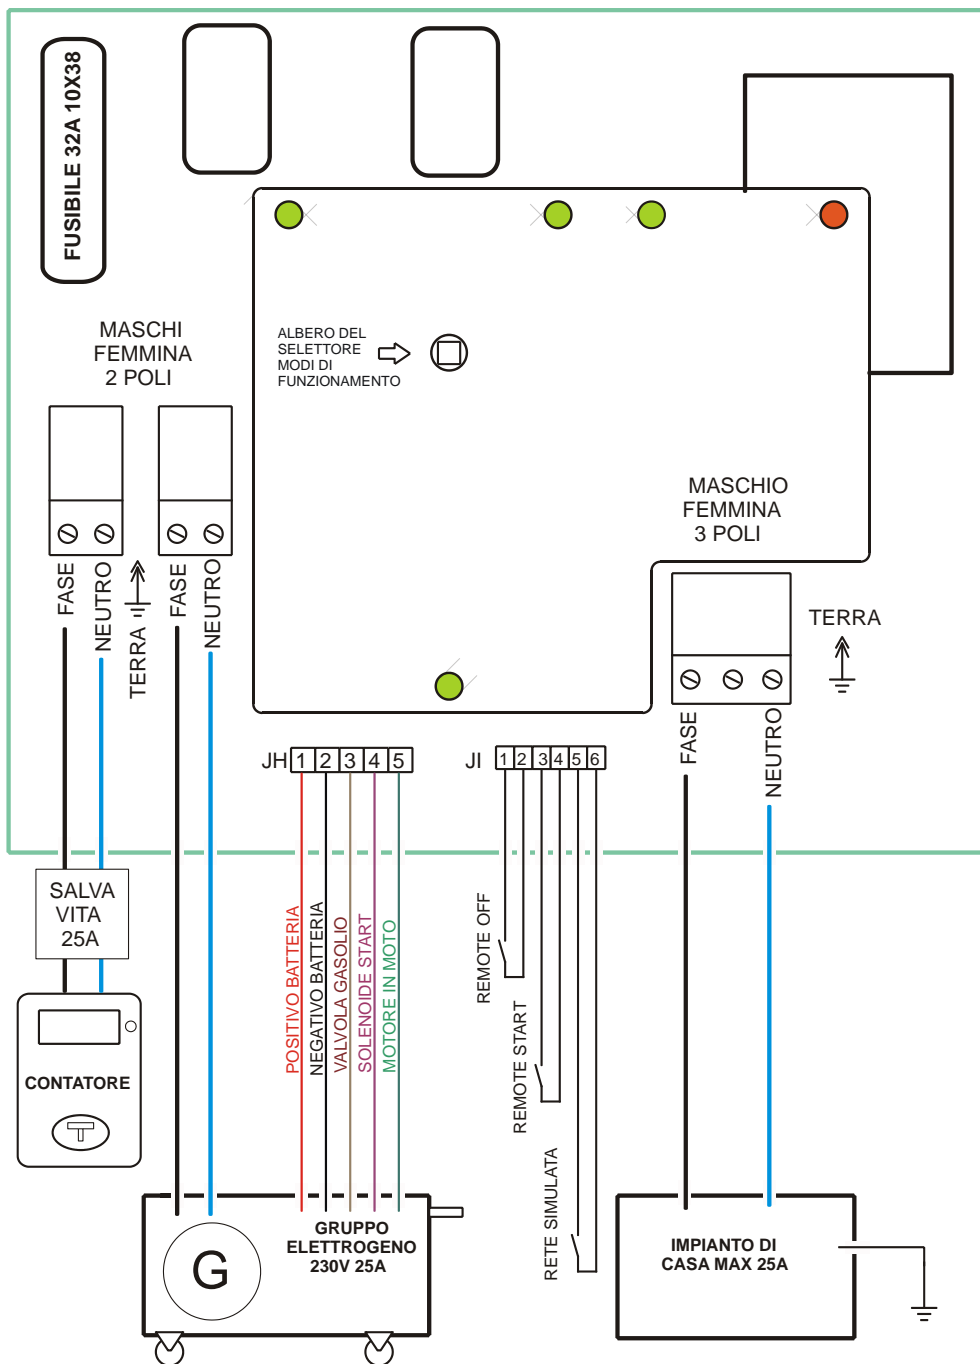 FUSIBILE 32A 10X38
MASCHI
FEMMINA
2 POLI
ALBERO DEL
SELETTORE
MODI DI
FUNZIONAMENTO
MASCHIO
FEMMINA
3 POLI
FASE
NEUTRO
TERRA
FASE
NEUTRO
TERRA
FASE
NEUTRO
JH 1 2 3 4 5
JI 1 2 3 4 5 6
SALVA
VITA
25A
POSITIVO BATTERIA
NEGATIVO BATTERIA
VALVOLA GASOLIO
SOLENOIDE START
MOTORE IN MOTO
REMOTE OFF
REMOTE START
RETE SIMULATA
CONTATORE
G
GRUPPO
ELETTROGENO
230V 25A
IMPIANTO DI
CASA MAX 25A